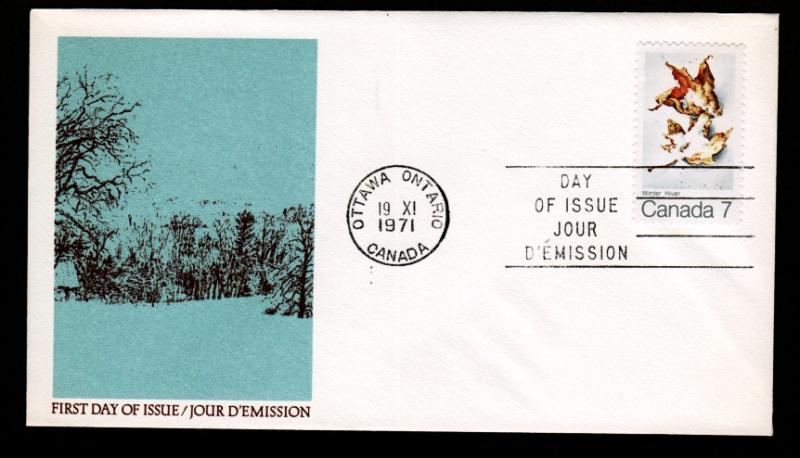 Winter Hiver
Canada 7
OTTAWA ONTARIO
19 XI
1971
CANADA
DAY
OF ISSUE
JOUR
D'ÉMISSION
FIRST DAY OF ISSUE / JOUR D'EMISSION